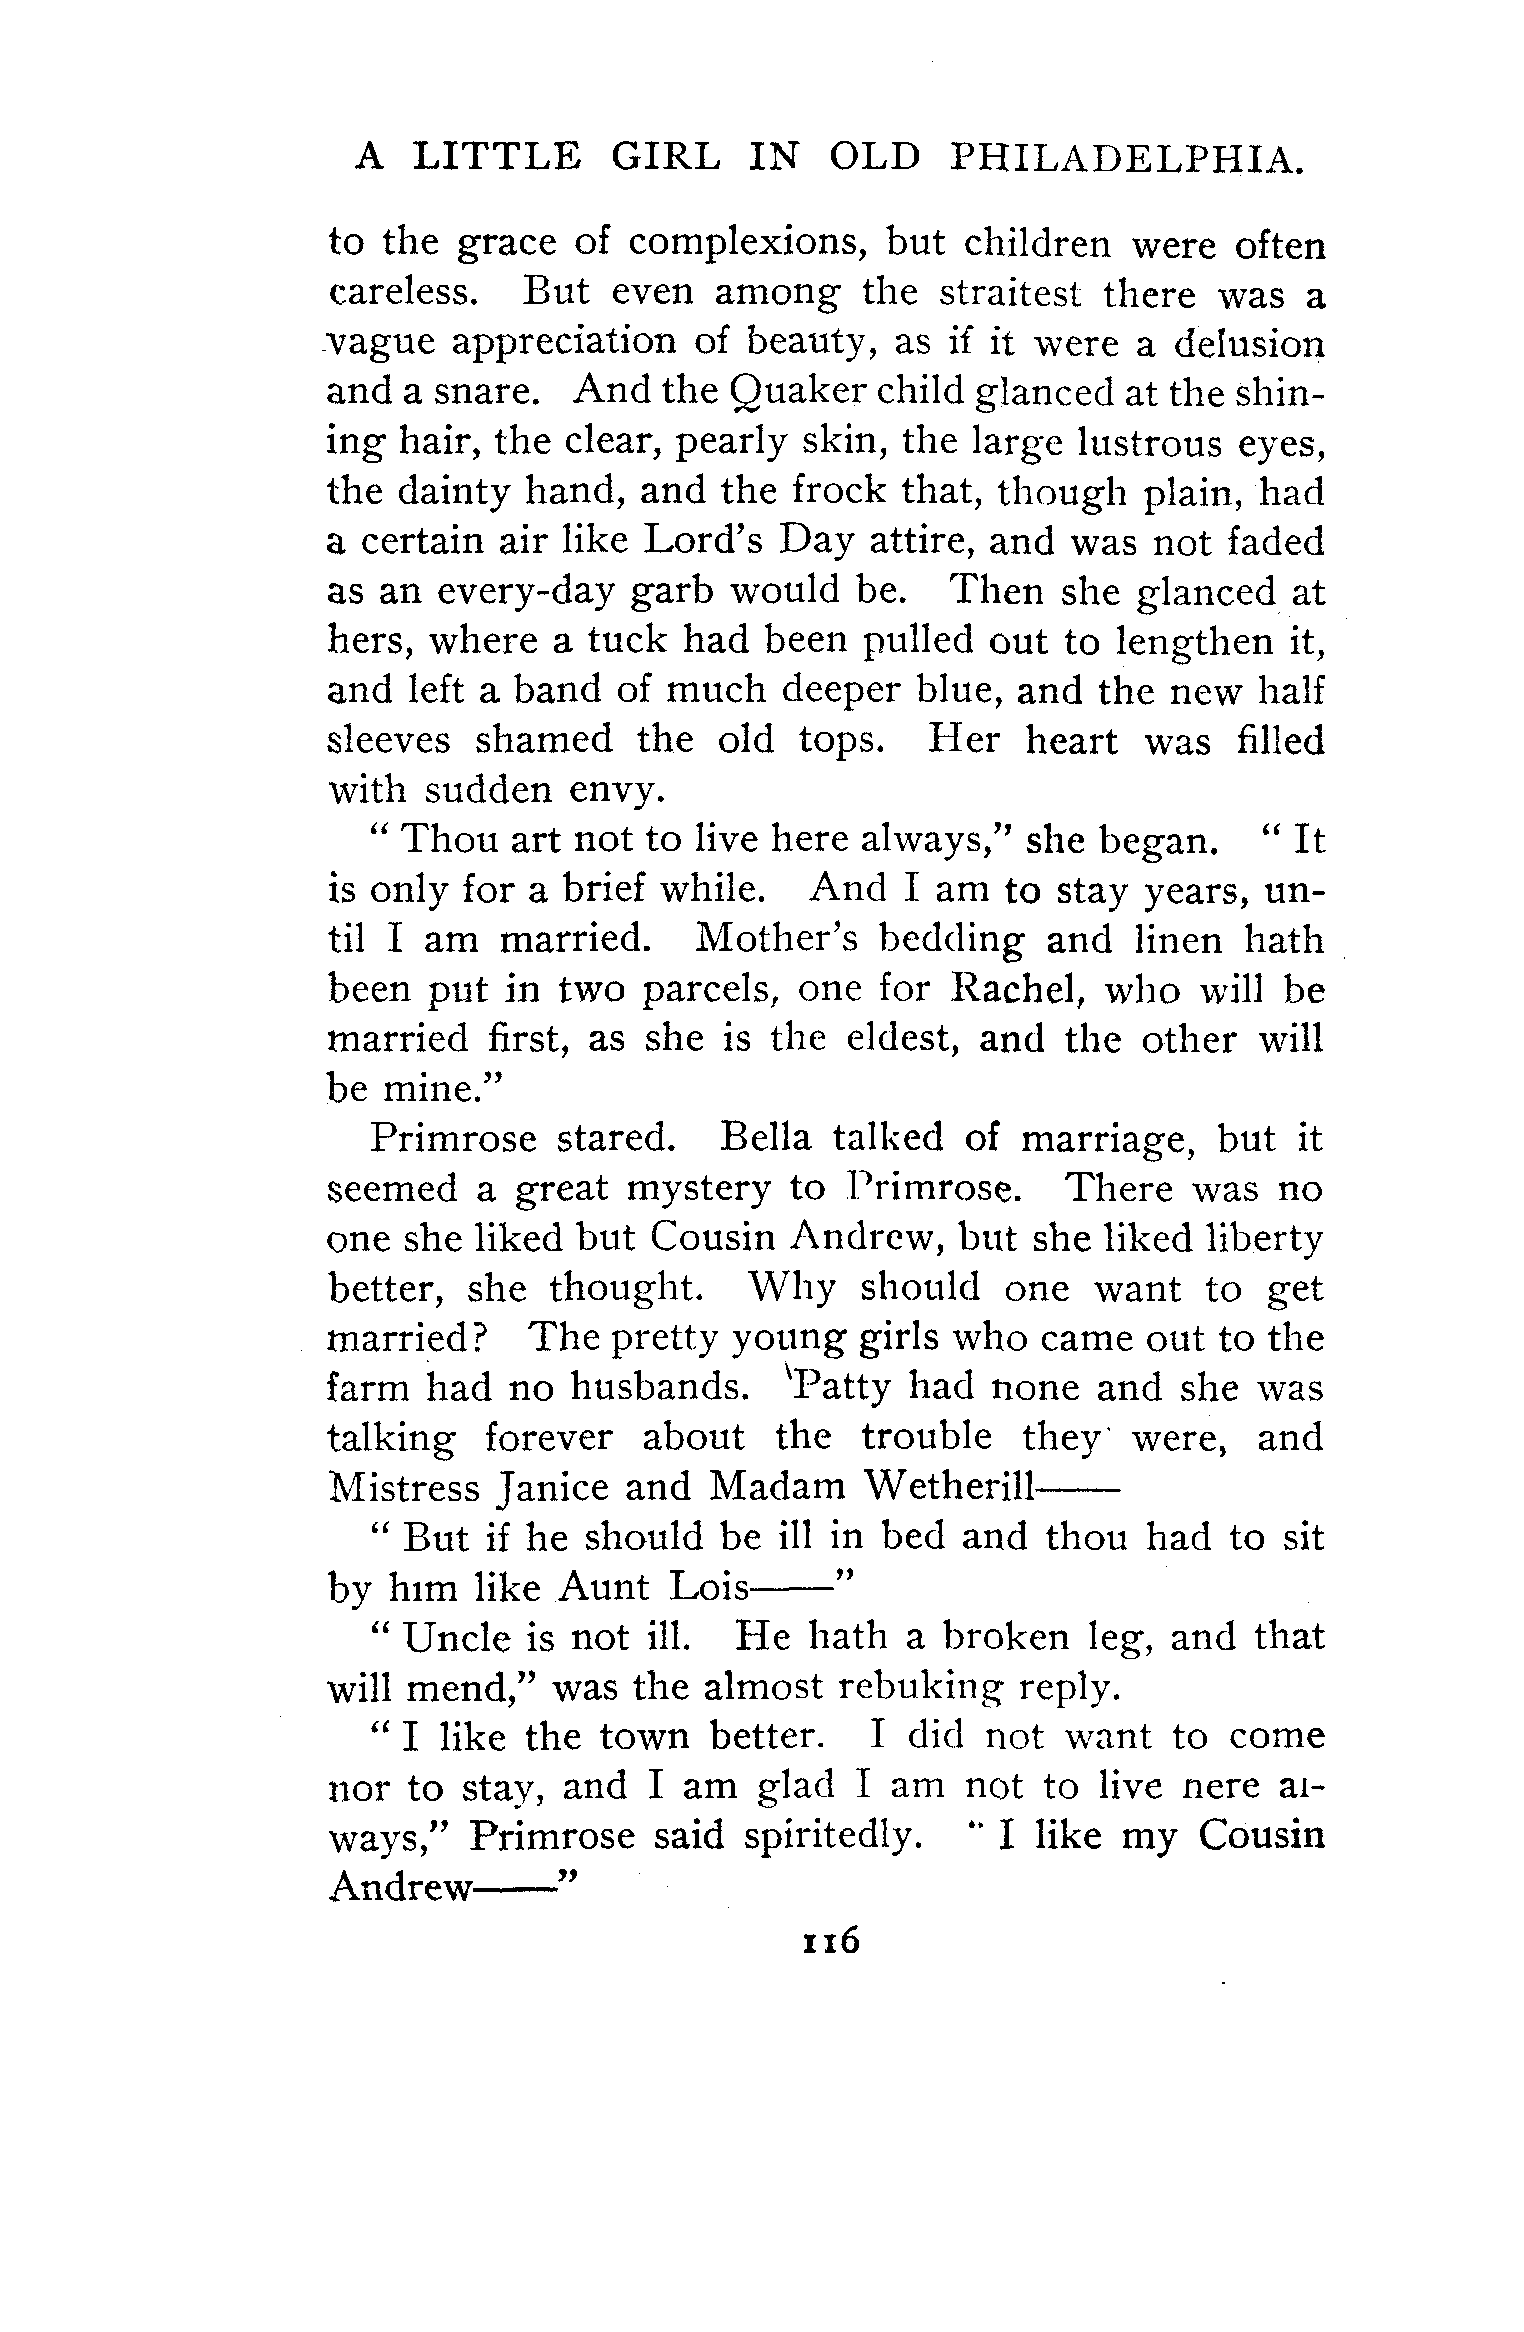 A LITTLE GIRL IN OLD PHILADELPHIA.
to the grace of complexions, but children were often
careless. But even among the straitest there was a
vague appreciation of beauty, as if it were a delusion
and a snare. And the Quaker child glanced at the shin-
ing hair, the clear, pearly skin, the large lustrous eyes,
the dainty hand, and the frock that, though plain, had
a certain air like Lord's Day attire, and was not faded
as an every-day garb would be. Then she glanced at
hers, where a tuck had been pulled out to lengthen it,
and left a band of much deeper blue, and the new half
sleeves shamed the old tops. Her heart was filled
with sudden envy.
" Thou art not to live here always," she began. " It
is only for a brief while. And I am to stay years, un-
til I am married. Mother's bedding and linen hath
been put in two parcels, one for Rachel, who will be
married first, as she is the eldest, and the other will
be mine."
Primrose stared. Bella talked of marriage, but it
seemed a great mystery to Primrose. There was no
one she liked but Cousin Andrew, but she liked liberty
better, she thought. Why should one want to get
married? The pretty young girls who came out to the
farm had no husbands. Patty had none and she was
talking forever about the trouble they were, and
Mistress Janice and Madam Wetherill——
" But if he should be ill in bed and thou had to sit
by him like Aunt Lois——"
" Uncle is not ill. He hath a broken leg, and that
will mend," was the almost rebuking reply.
" I like the town better. I did not want to come
nor to stay, and I am glad I am not to live here al-
ways," Primrose said spiritedly. " I like my Cousin
Andrew——"
116